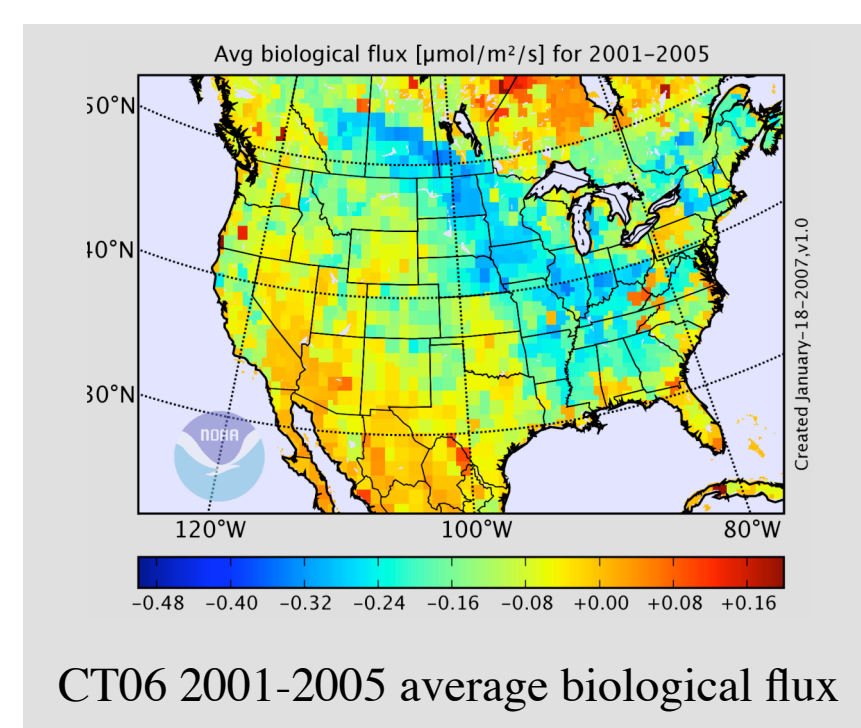 Avg biological flux [μmol/m²/s] for 2001–2005
50°N
40°N
30°N
NOAA
120°W 100°W 80°W
Created January-18-2007,v1.0
−0.48 −0.40 −0.32 −0.24 −0.16 −0.08 +0.00 +0.08 +0.16
CT06 2001-2005 average biological flux